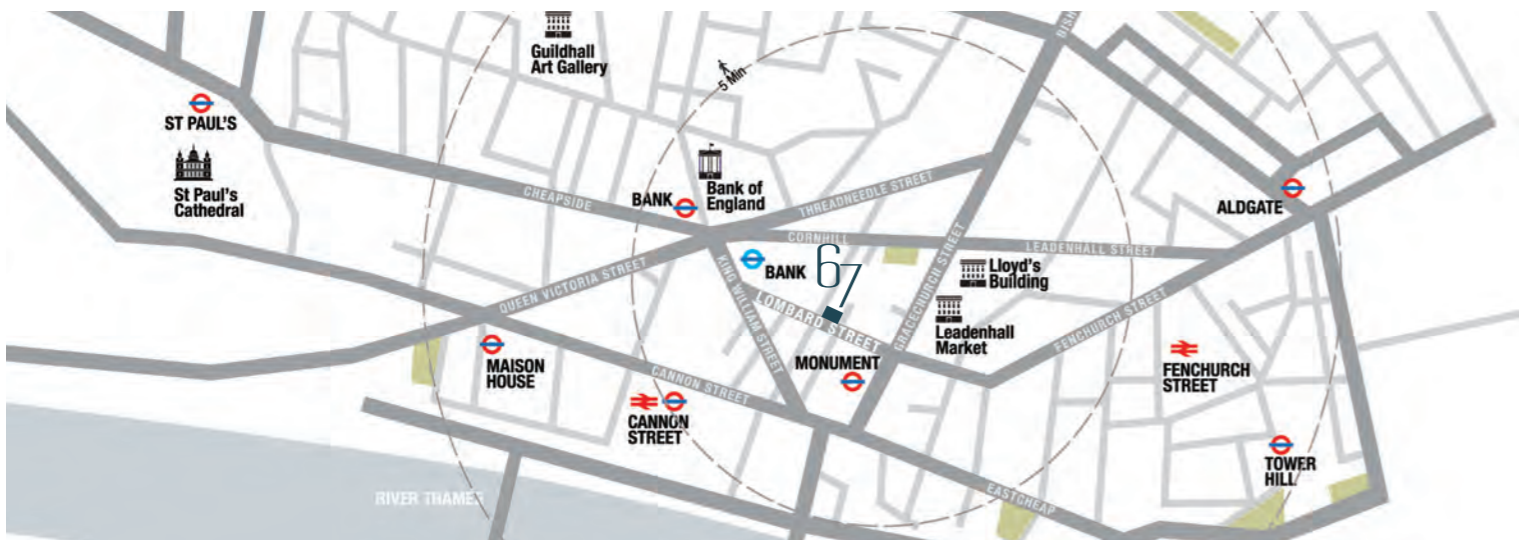 Guildhall
Art Gallery
5 Min
BISH
ST PAUL'S
St Paul's
Cathedral
CHEAPSIDE
BANK
Bank of
England
THREADNEEDLE STREET
ALDGATE
CORNHILL
LEADENHALL STREET
BANK
67
QUEEN VICTORIA STREET
KING WILLIAM STREET
LOMBARD STREET
GRACECHURCH STREET
Lloyd's
Building
Leadenhall
Market
FENCHURCH STREET
MAISON
HOUSE
MONUMENT
FENCHURCH
STREET
CANNON STREET
CANNON
STREET
TOWER
HILL
RIVER THAMES
EASTCHEAP